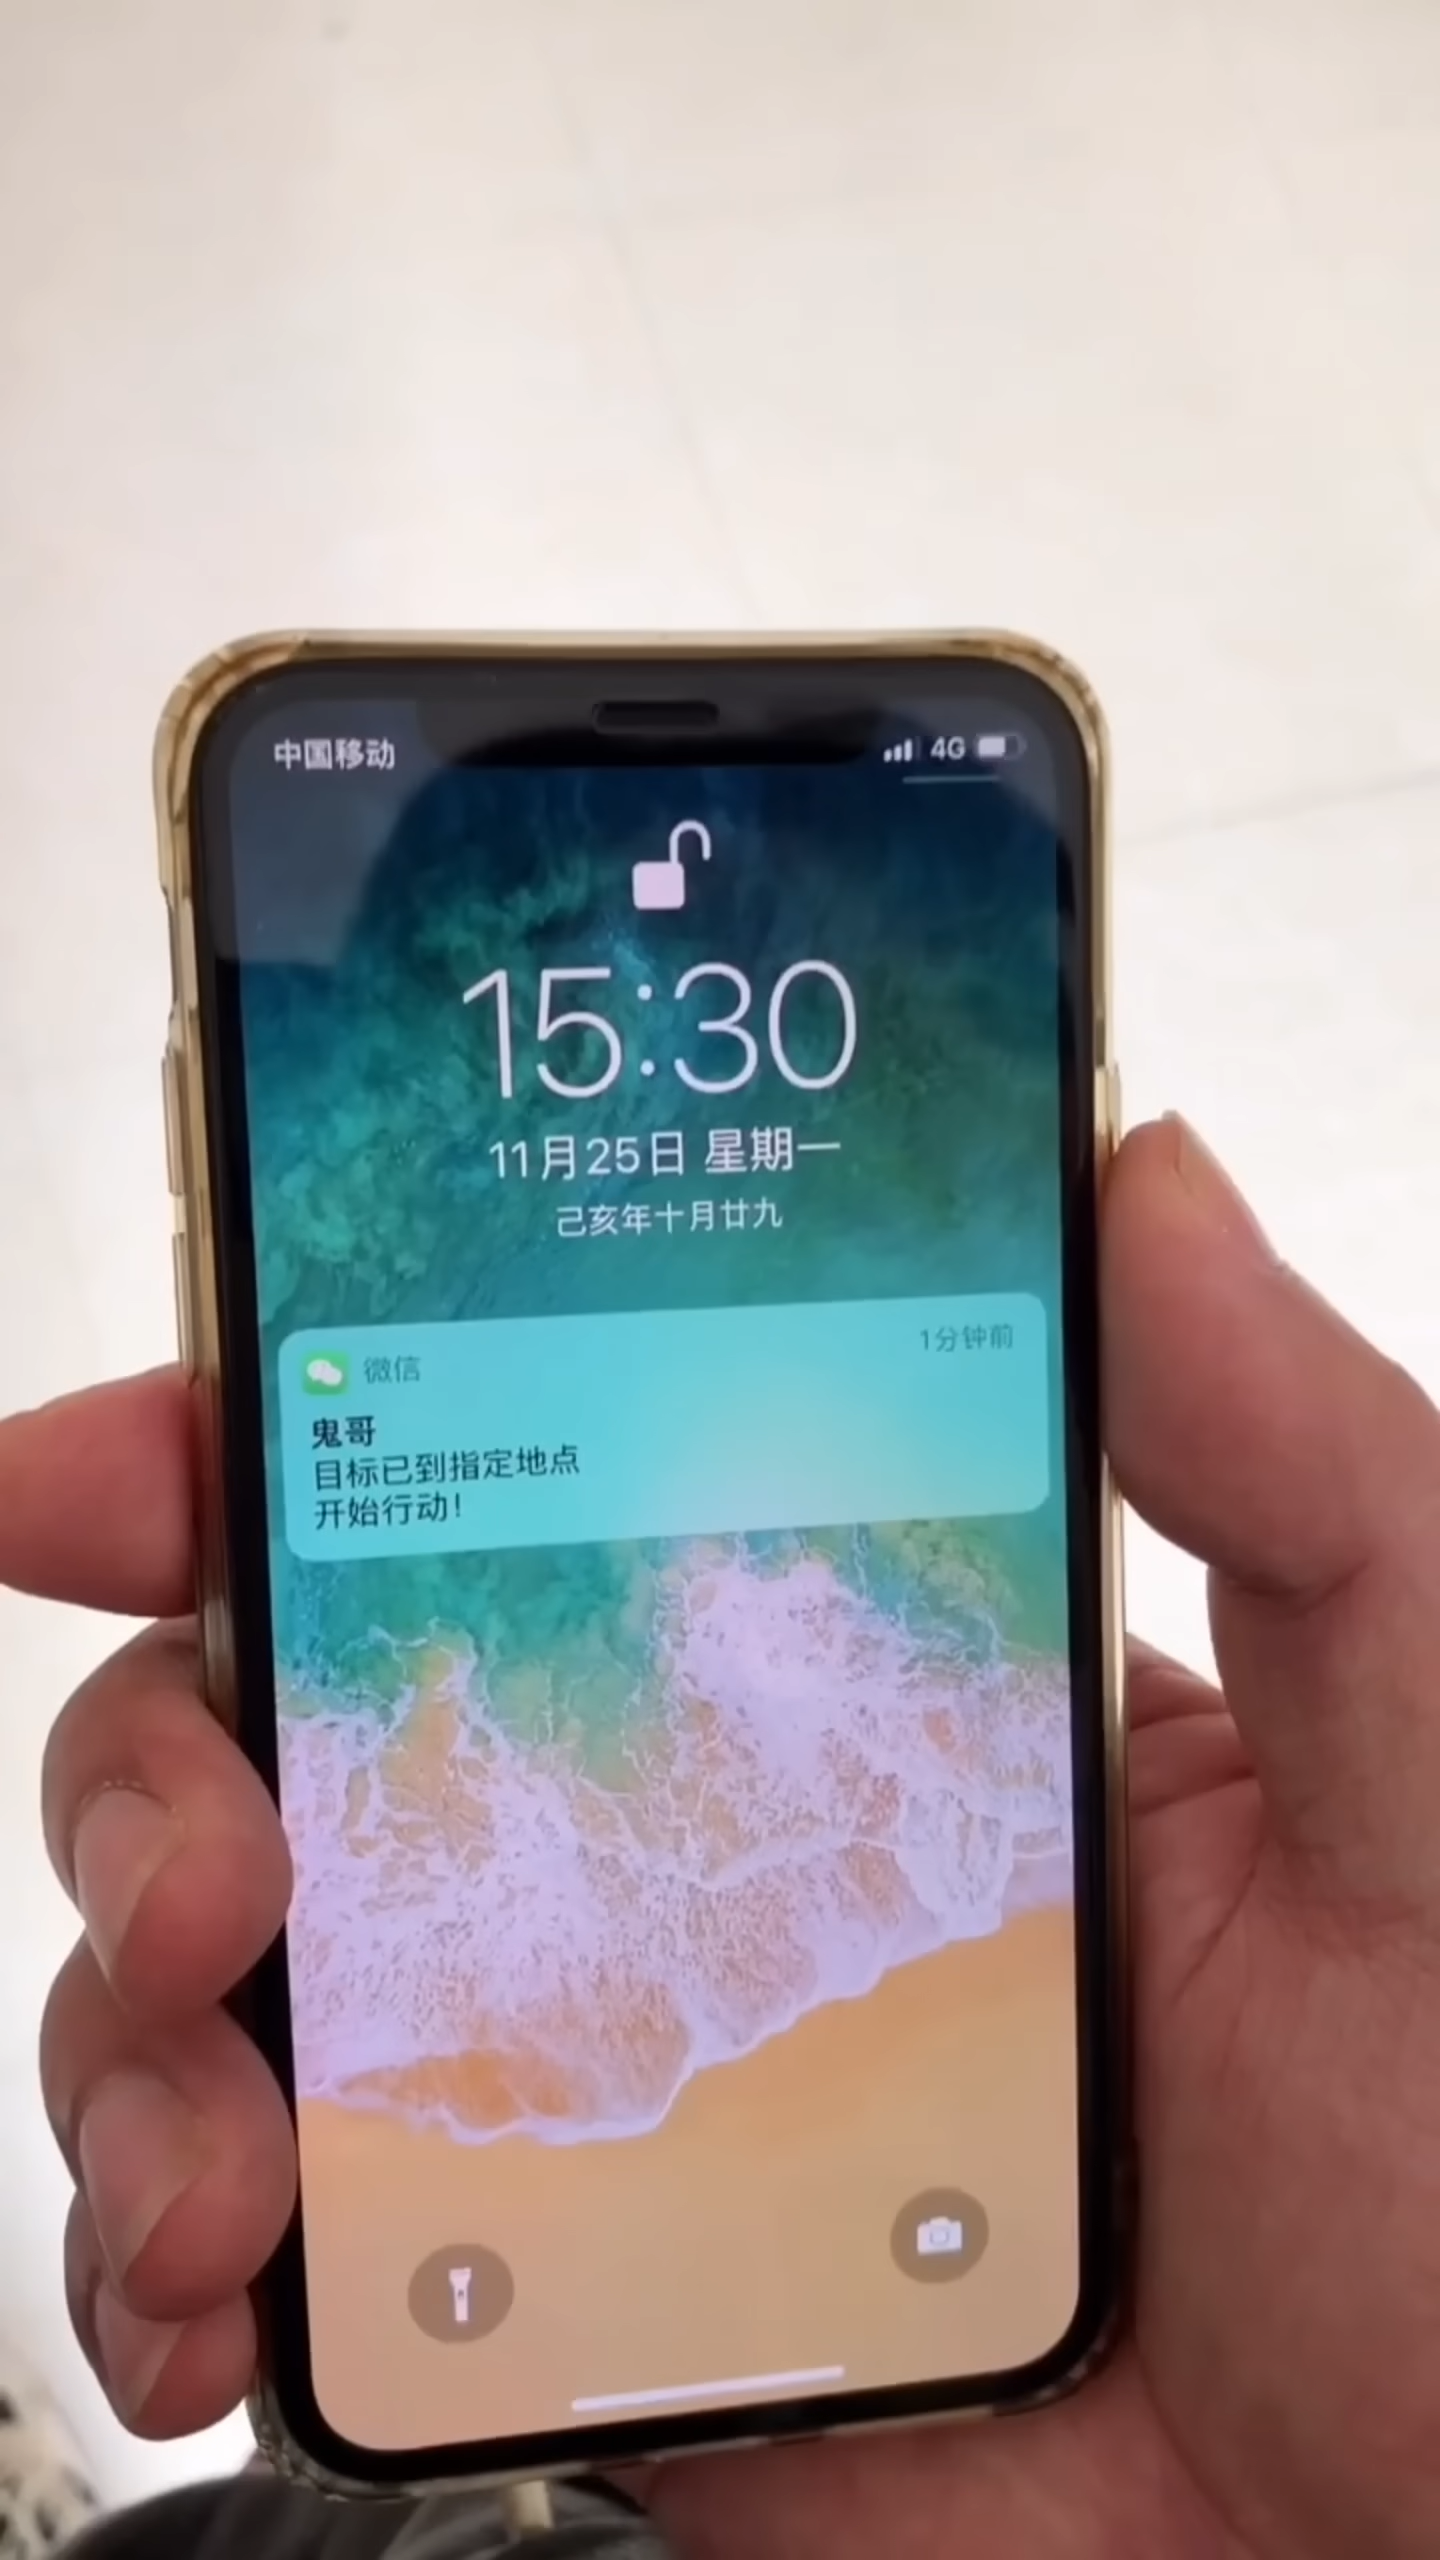 中国移动 4G
15:30
11月25日 星期一
己亥年十月廿九
微信 1分钟前
鬼哥
目标已到指定地点
开始行动!